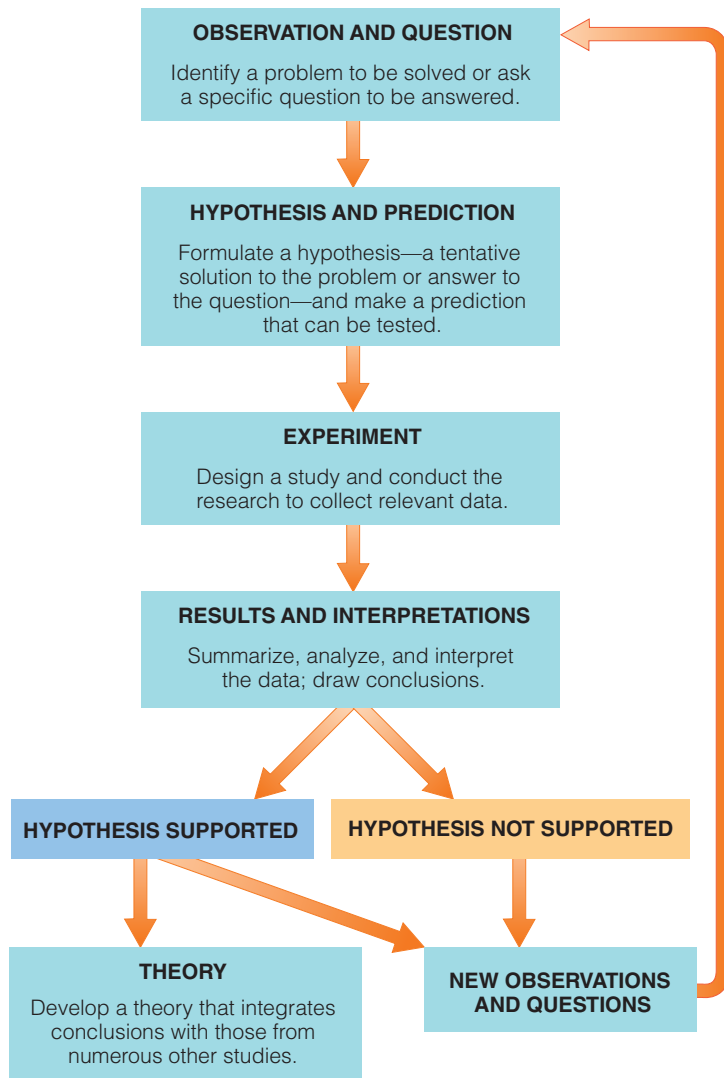 OBSERVATION AND QUESTION
Identify a problem to be solved or ask
a specific question to be answered.
HYPOTHESIS AND PREDICTION
Formulate a hypothesis—a tentative
solution to the problem or answer to
the question—and make a prediction
that can be tested.
EXPERIMENT
Design a study and conduct the
research to collect relevant data.
RESULTS AND INTERPRETATIONS
Summarize, analyze, and interpret
the data; draw conclusions.
HYPOTHESIS SUPPORTED
HYPOTHESIS NOT SUPPORTED
THEORY
Develop a theory that integrates
conclusions with those from
numerous other studies.
NEW OBSERVATIONS
AND QUESTIONS